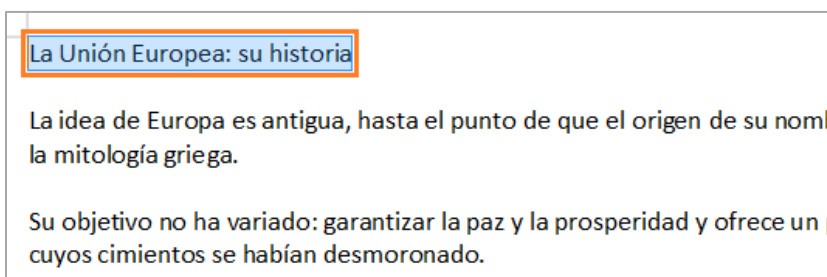 La Unión Europea: su historia
La idea de Europa es antigua, hasta el punto de que el origen de su
la mitología griega.
Su objetivo no ha variado: garantizar la paz y la prosperidad y ofrece un
cuyos cimientos se habían desmoronado.